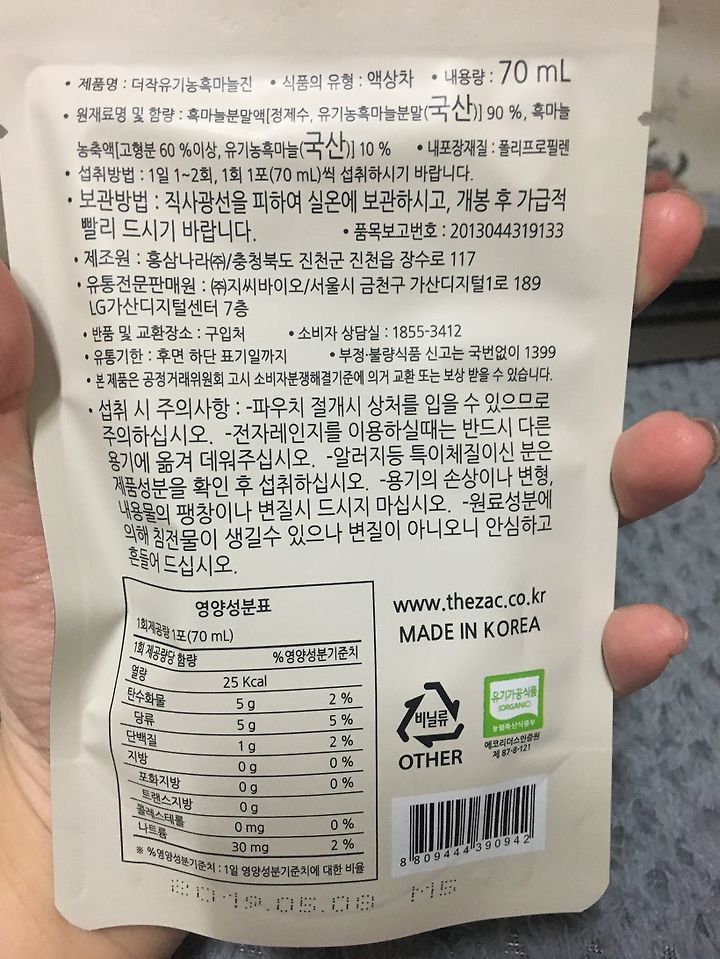 • 제품명 : 더작유기농흑마늘진 • 식품의 유형 : 액상차 • 내용량 : 70 mL
• 원재료명 및 함량 : 흑마늘분말액[정제수, 유기농흑마늘분말(국산)] 90 %, 흑마늘
농축액[고형분 60 %이상, 유기농흑마늘(국산)] 10 % • 내포장재질 : 폴리프로필렌
• 섭취방법 : 1일 1~2회, 1회 1포(70 mL)씩 섭취하시기 바랍니다.
• 보관방법 : 직사광선을 피하여 실온에 보관하시고, 개봉 후 가급적
빨리 드시기 바랍니다. • 품목보고번호 : 2013044319133
• 제조원 : 홍삼나라㈜/충청북도 진천군 진천읍 장수로 117
• 유통전문판매원 : ㈜지씨바이오/서울시 금천구 가산디지털1로 189
LG가산디지털센터 7층
• 반품 및 교환장소 : 구입처 • 소비자 상담실 : 1855-3412
• 유통기한 : 후면 하단 표기일까지 • 부정·불량식품 신고는 국번없이 1399
• 본 제품은 공정거래위원회 고시 소비자분쟁해결기준에 의거 교환 또는 보상 받을 수 있습니다.
• 섭취 시 주의사항 : -파우치 절개시 상처를 입을 수 있으므로
주의하십시오. -전자레인지를 이용하실때는 반드시 다른
용기에 옮겨 데워주십시오. -알러지등 특이체질이신 분은
제품성분을 확인 후 섭취하십시오. -용기의 손상이나 변형,
내용물의 팽창이나 변질시 드시지 마십시오. -원료성분에
의해 침전물이 생길수 있으나 변질이 아니오니 안심하고
흔들어 드십시오.
영양성분표
1회제공량 1포(70 mL)
1회 제공량당 함량 %영양성분기준치
열량 25 Kcal
탄수화물 5 g 2 %
당류 5 g 5 %
단백질 1 g 2 %
지방 0 g 0 %
포화지방 0 g 0 %
트랜스지방 0 g
콜레스테롤 0 mg 0 %
나트륨 30 mg 2 %
※ %영양성분기준치 : 1일 영양성분기준치에 대한 비율
www.thezac.co.kr
MADE IN KOREA
비닐류
OTHER
유기가공식품
(ORGANIC)
농림축산식품부
에코리더스인증원
제 87-8-121
8 809444 390942
2019.05.08 M5